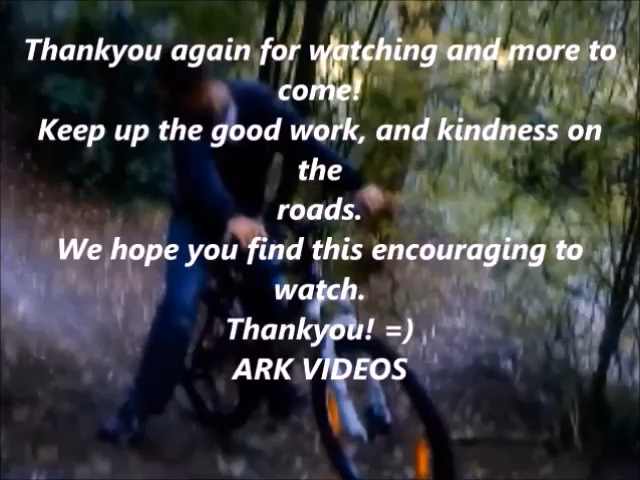 Thankyou again for watching and more to
come!
Keep up the good work, and kindness on
the
roads.
We hope you find this encouraging to
watch.
Thankyou! =)
ARK VIDEOS